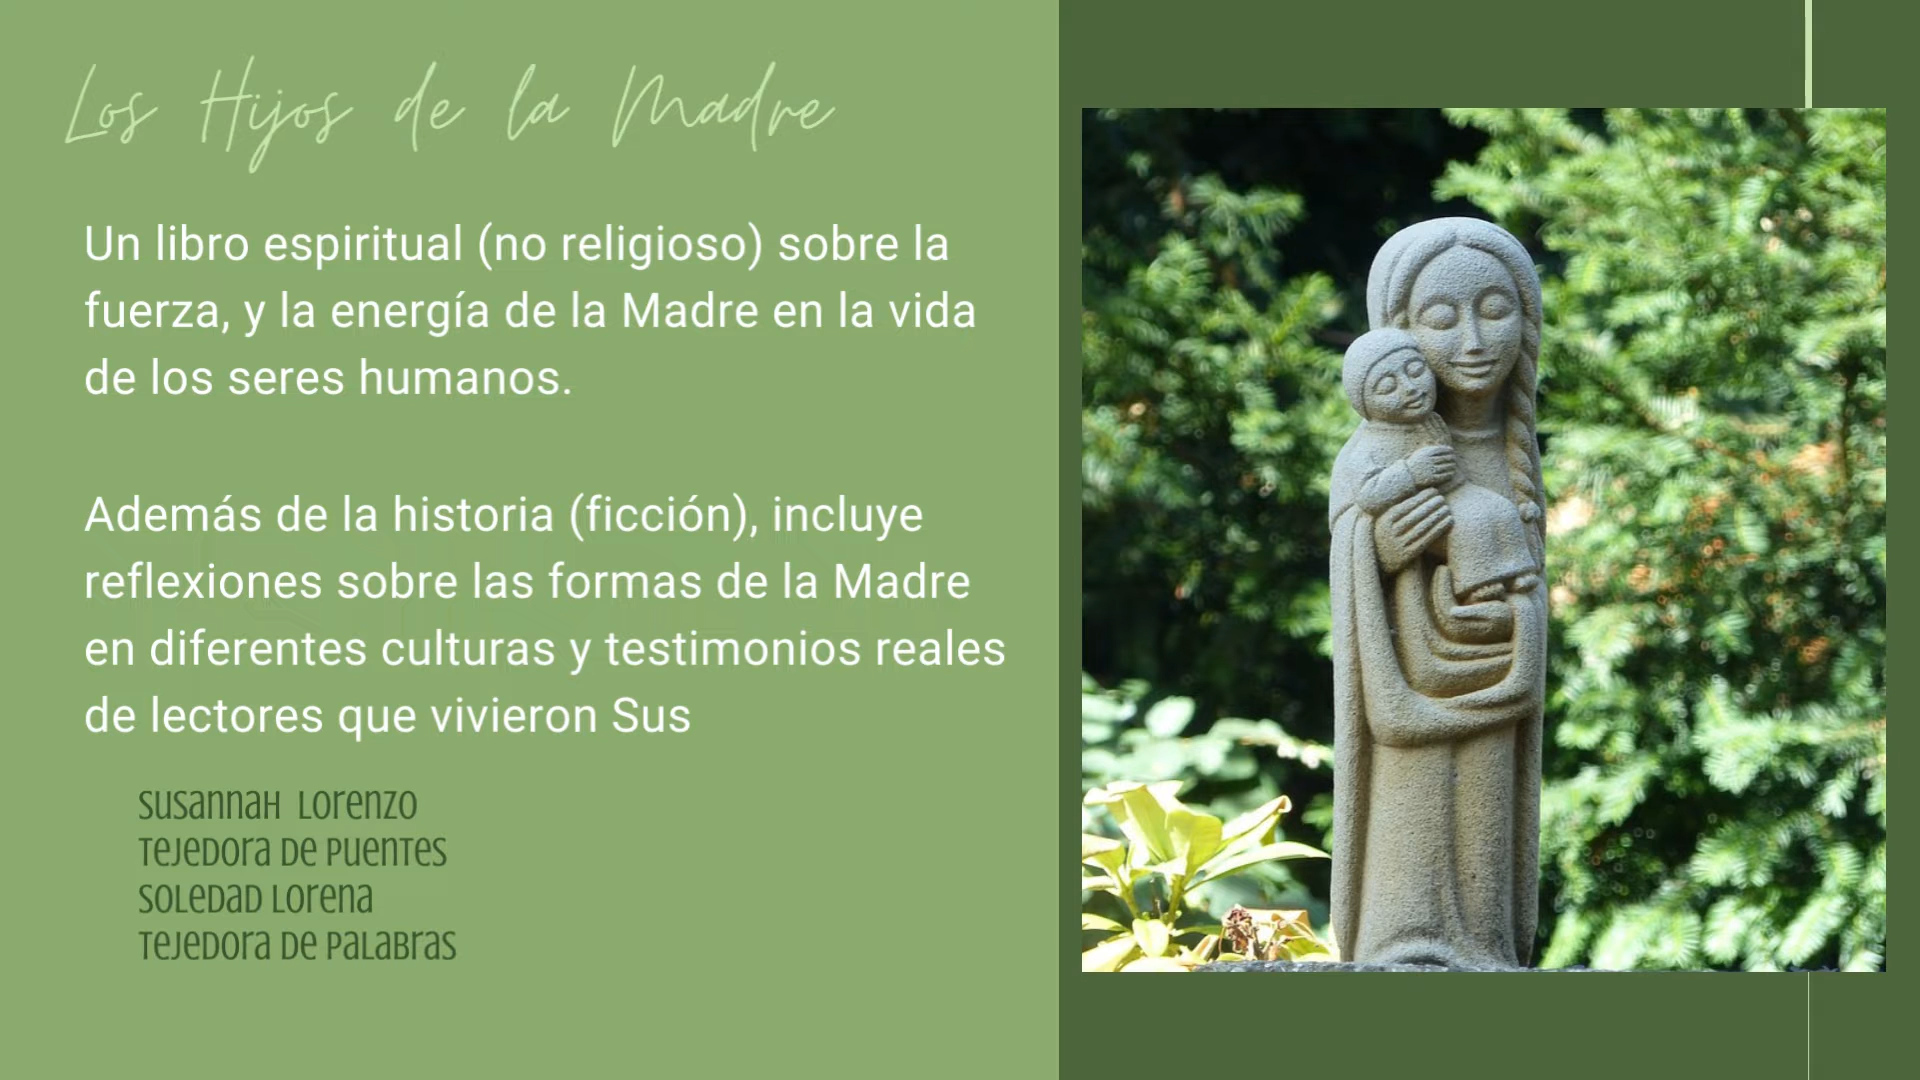 Los Hijos de la Madre
Un libro espiritual (no religioso) sobre la
fuerza, y la energía de la Madre en la vida
de los seres humanos.
Además de la historia (ficción), incluye
reflexiones sobre las formas de la Madre
en diferentes culturas y testimonios reales
de lectores que vivieron Sus
Susannah Lorenzo
Tejedora de Puentes
Soledad Lorena
Tejedora de Palabras